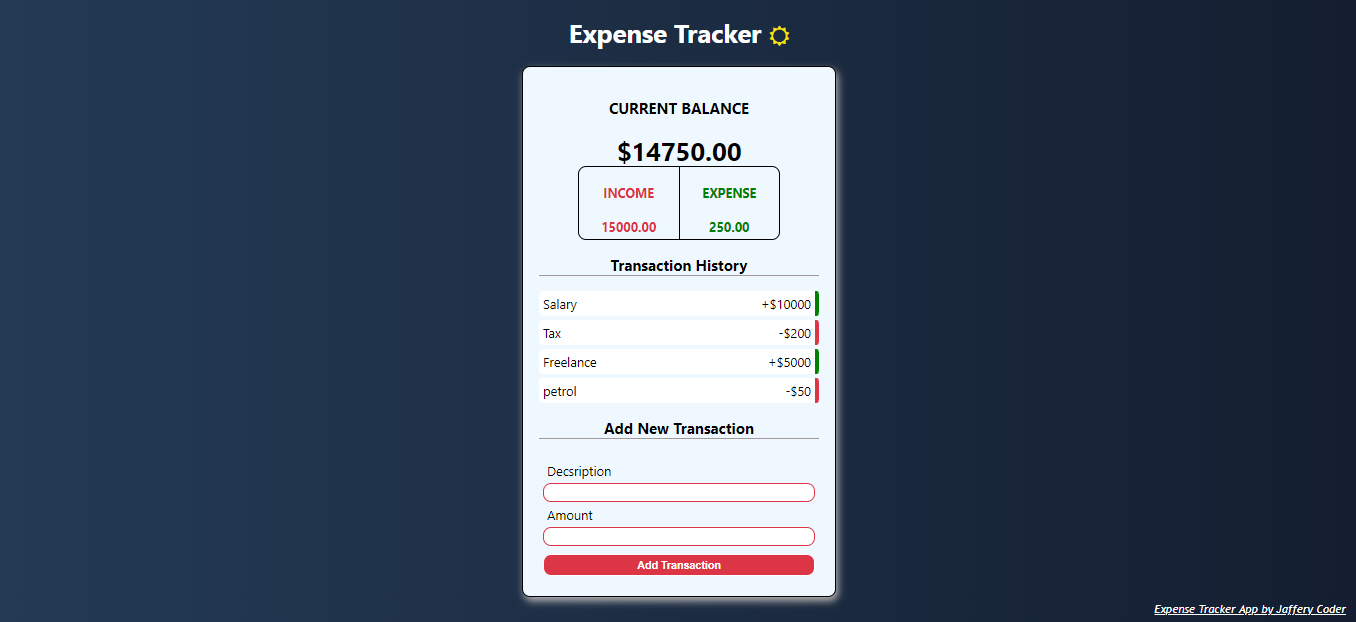 Expense Tracker
CURRENT BALANCE
$14750.00
INCOME EXPENSE
15000.00 250.00
Transaction History
Salary +$10000
Tax -$200
Freelance +$5000
petrol -$50
Add New Transaction
Decsription
Amount
Add Transaction
Expense Tracker App by Jaffery Coder